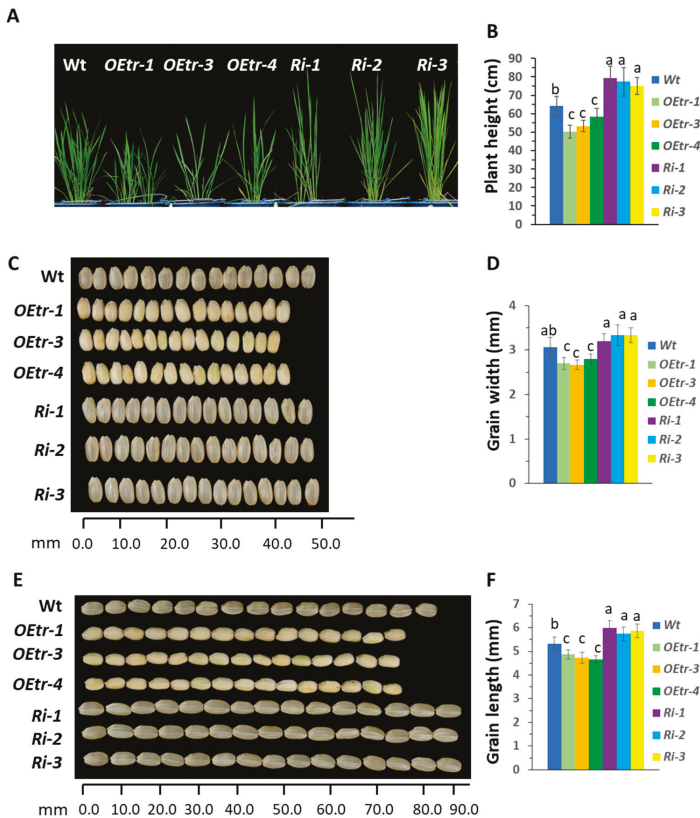 A
Wt OEtr-1 OEtr-3 OEtr-4 Ri-1 Ri-2 Ri-3
B
Plant height (cm)
90
80
70
60
50
40
30
20
10
0
b c c c a a a
Wt
OEtr-1
OEtr-3
OEtr-4
Ri-1
Ri-2
Ri-3
C
Wt
OEtr-1
OEtr-3
OEtr-4
Ri-1
Ri-2
Ri-3
mm 0.0 10.0 20.0 30.0 40.0 50.0
D
Grain width (mm)
4
3
2
1
0
ab c c c a a a
Wt
OEtr-1
OEtr-3
OEtr-4
Ri-1
Ri-2
Ri-3
E
Wt
OEtr-1
OEtr-3
OEtr-4
Ri-1
Ri-2
Ri-3
mm 0.0 10.0 20.0 30.0 40.0 50.0 60.0 70.0 80.0 90.0
F
Grain length (mm)
7
6
5
4
3
2
1
0
b c c c a a a
Wt
OEtr-1
OEtr-3
OEtr-4
Ri-1
Ri-2
Ri-3